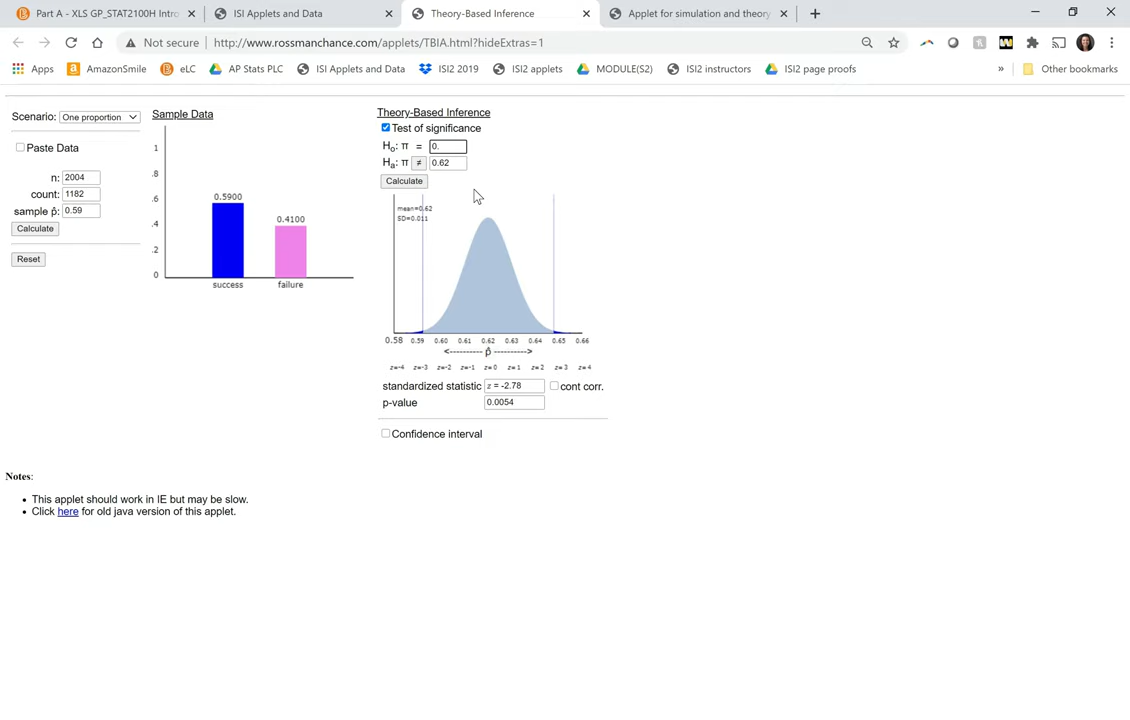 Part A - XLS GP_STAT2100H Intro
ISI Applets and Data
Theory-Based Inference
Applet for simulation and theory
Not secure
http://www.rossmanchance.com/applets/TBIA.html?hideExtras=1
Apps
AmazonSmile
eLC
AP Stats PLC
ISI Applets and Data
ISI2 2019
ISI2 applets
MODULE(S2)
ISI2 instructors
ISI2 page proofs
»
Other bookmarks
Scenario: One proportion
Paste Data
n: 2004
count: 1182
sample p̂: 0.59
Calculate
Reset
Sample Data
1
.8
.6
.4
.2
0
0.5900
0.4100
success
failure
Theory-Based Inference
Test of significance
Ho: π = 0.
Ha: π ≠ 0.62
Calculate
mean=0.62
SD=0.011
0.58 0.59 0.60 0.61 0.62 0.63 0.64 0.65 0.66
<---------- p̂ ---------->
z=-4 z=-3 z=-2 z=-1 z=0 z=1 z=2 z=3 z=4
standardized statistic z = -2.78 cont corr.
p-value 0.0054
Confidence interval
Notes:
This applet should work in IE but may be slow.
Click here for old java version of this applet.